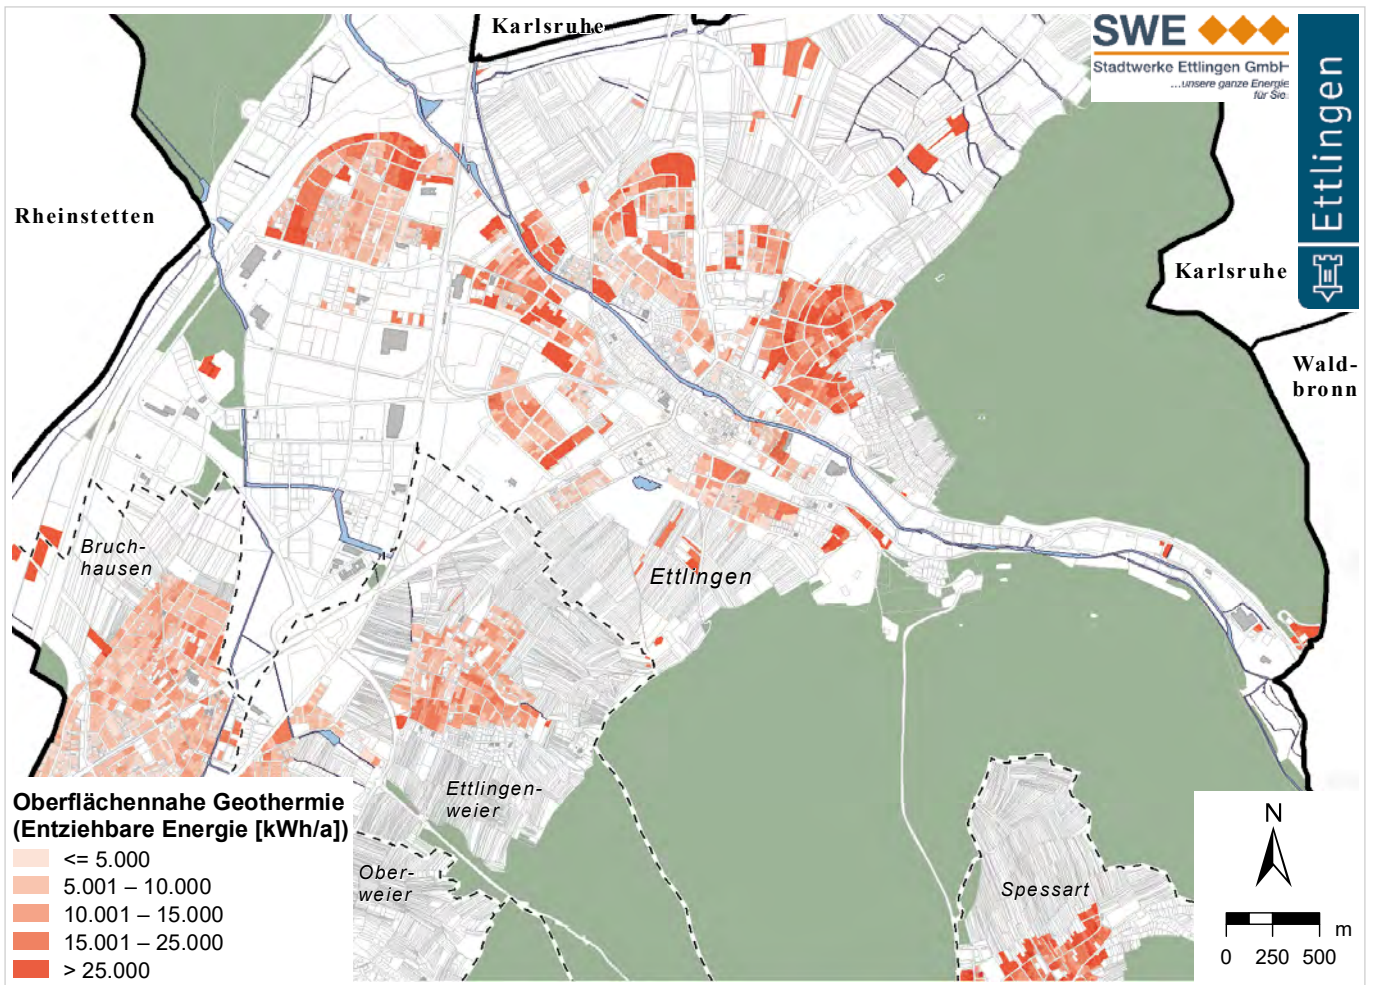 Karlsruhe
SWE
Stadtwerke Ettlingen GmbH
...unsere ganze Energie
für Sie.
Ettlingen
Rheinstetten
Karlsruhe
Wald-
bronn
Bruch-
hausen
Ettlingen
Ettlingen-
weier
Ober-
weier
Spessart
Oberflächennahe Geothermie
(Entziehbare Energie [kWh/a])
<= 5.000
5.001 – 10.000
10.001 – 15.000
15.001 – 25.000
> 25.000
N
m
0 250 500